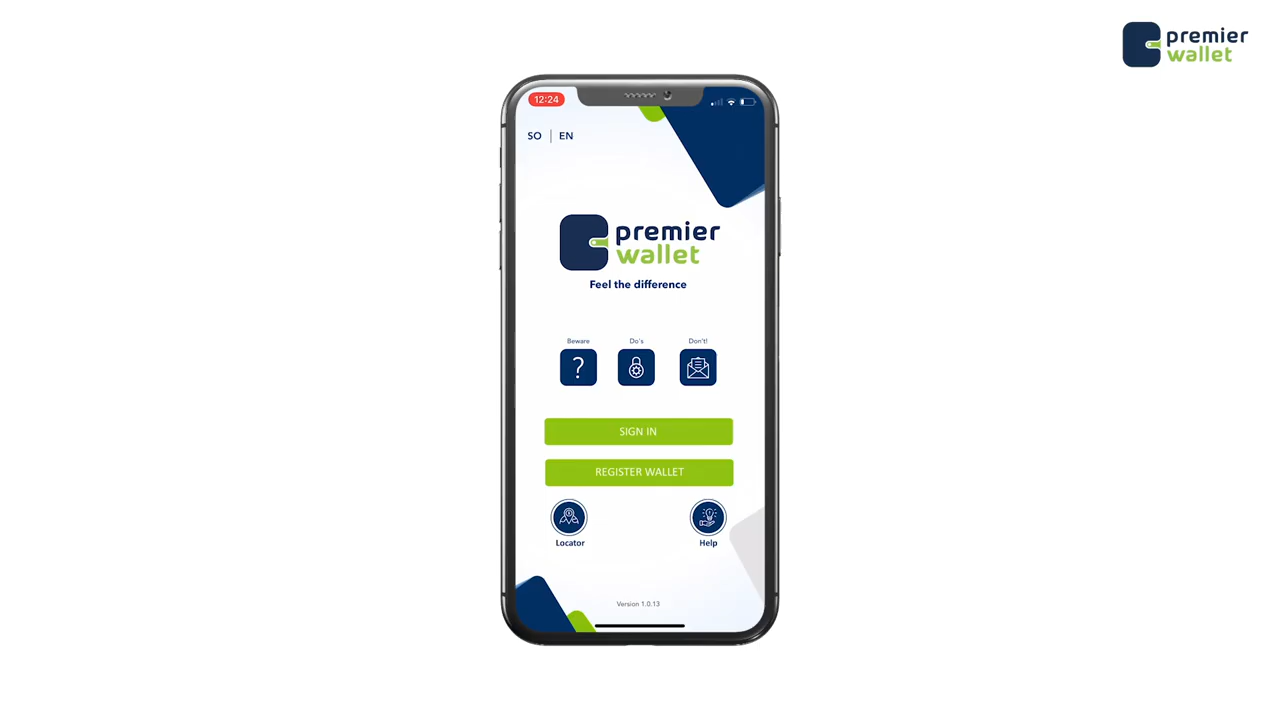 premier
wallet
12:24
SO | EN
premier
wallet
Feel the difference
Beware
Do's
Don't!
SIGN IN
REGISTER WALLET
Locator
Help
Version 1.0.13